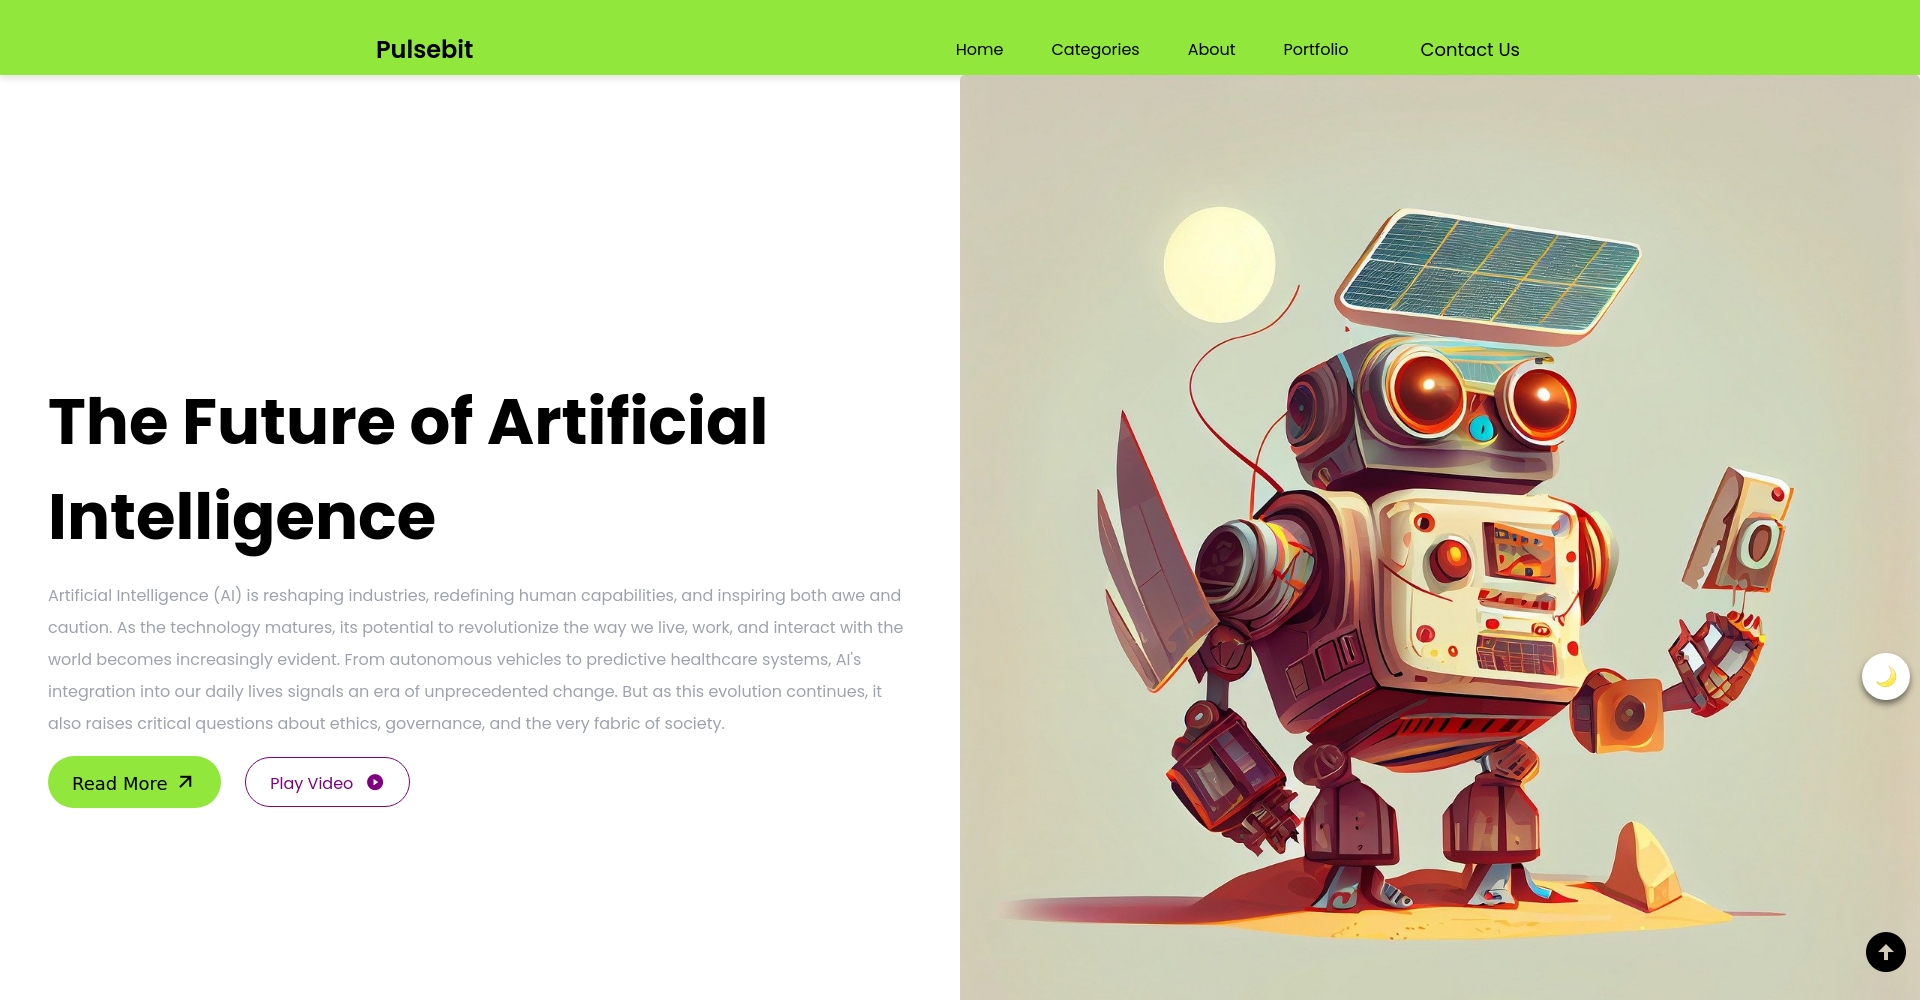 Pulsebit
Home Categories About Portfolio Contact Us
The Future of Artificial
Intelligence
Artificial Intelligence (AI) is reshaping industries, redefining human capabilities, and inspiring both awe and
caution. As the technology matures, its potential to revolutionize the way we live, work, and interact with the
world becomes increasingly evident. From autonomous vehicles to predictive healthcare systems, AI's
integration into our daily lives signals an era of unprecedented change. But as this evolution continues, it
also raises critical questions about ethics, governance, and the very fabric of society.
Read More
Play Video